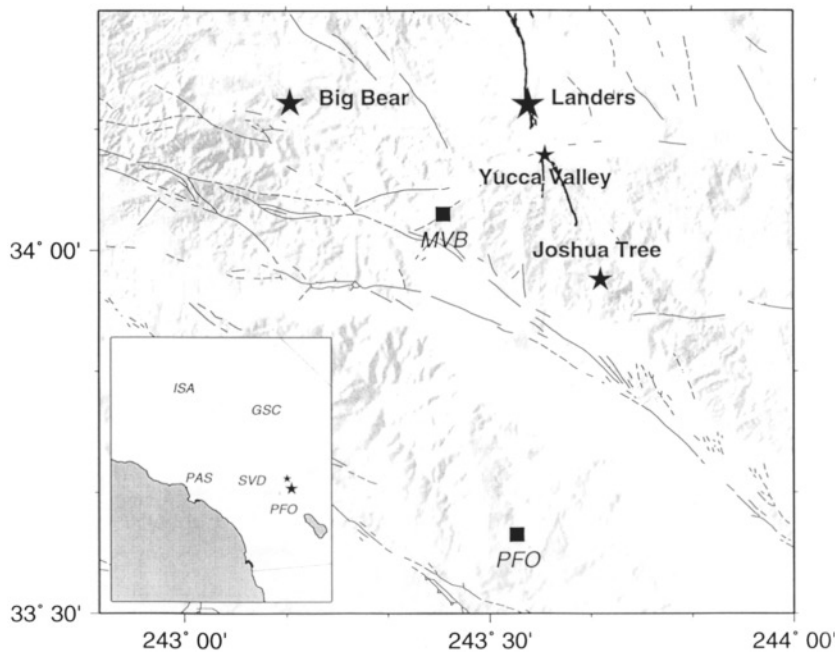 Big Bear
Landers
Yucca Valley
MVB
Joshua Tree
34° 00'
ISA
GSC
PAS
SVD
PFO
PFO
33° 30'
243° 00'
243° 30'
244° 00'